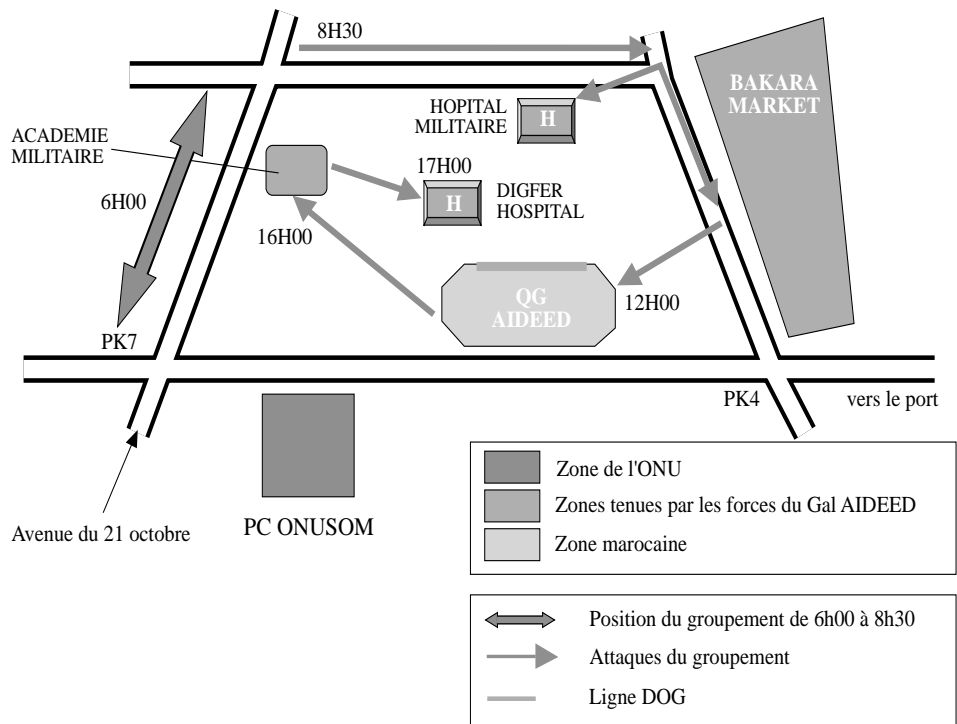 8H30
BAKARA
MARKET
HOPITAL
MILITAIRE
H
ACADEMIE
MILITAIRE
17H00
6H00
DIGFER
HOSPITAL
H
16H00
QG
AIDEED
12H00
PK7
PK4
vers le port
Avenue du 21 octobre
PC ONUSOM
Zone de l'ONU
Zones tenues par les forces du Gal AIDEED
Zone marocaine
Position du groupement de 6h00 à 8h30
Attaques du groupement
Ligne DOG